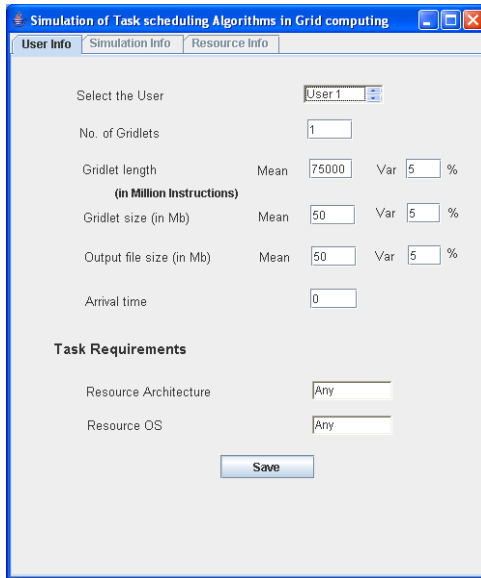 Simulation of Task scheduling Algorithms in Grid computing
User Info Simulation Info Resource Info
Select the User User 1
No. of Gridlets 1
Gridlet length Mean 75000 Var 5 %
(in Million Instructions)
Gridlet size (in Mb) Mean 50 Var 5 %
Output file size (in Mb) Mean 50 Var 5 %
Arrival time 0
Task Requirements
Resource Architecture Any
Resource OS Any
Save